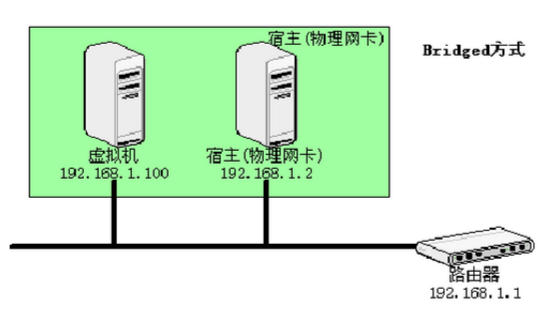 宿主(物理网卡)
Bridged方式
虚拟机
192.168.1.100
宿主(物理网卡)
192.168.1.2
路由器
192.168.1.1